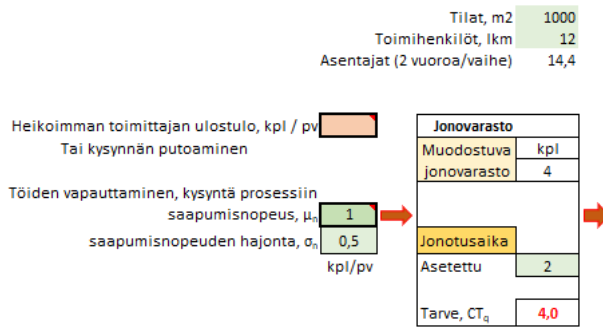 Tilat, m2 1000
Toimihenkilöt, lkm 12
Asentajat (2 vuoroa/vaihe) 14,4
Heikoimman toimittajan ulostulo, kpl / pv
Tai kysynnän putoaminen
Jonovarasto
Muodostuva kpl
jonovarasto 4
Töiden vapauttaminen, kysyntä prosessiin
saapumisnopeus, μn 1
saapumisnopeuden hajonta, σn 0,5
kpl/pv
Jonotusaika
Asetettu 2
Tarve, CTq 4,0